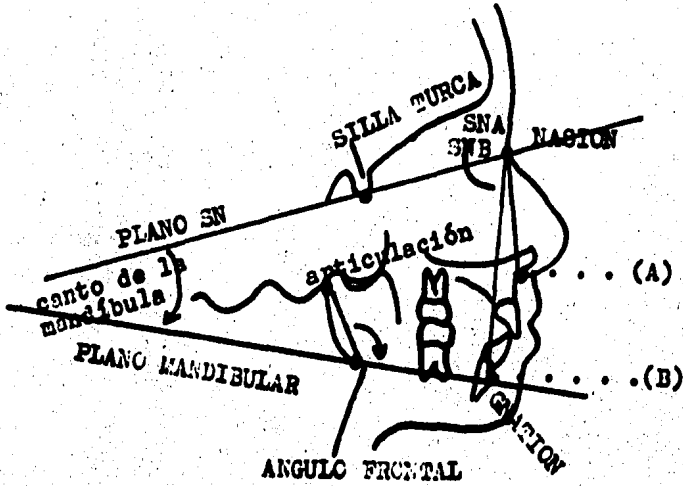 SILLA TURCA
SNA
SNB
NASION
PLANO SN
articulación
canto de la
mandíbula
. . . (A)
PLANO MANDIBULAR
. . . . (B)
GNATION
ANGULO FRONTAL